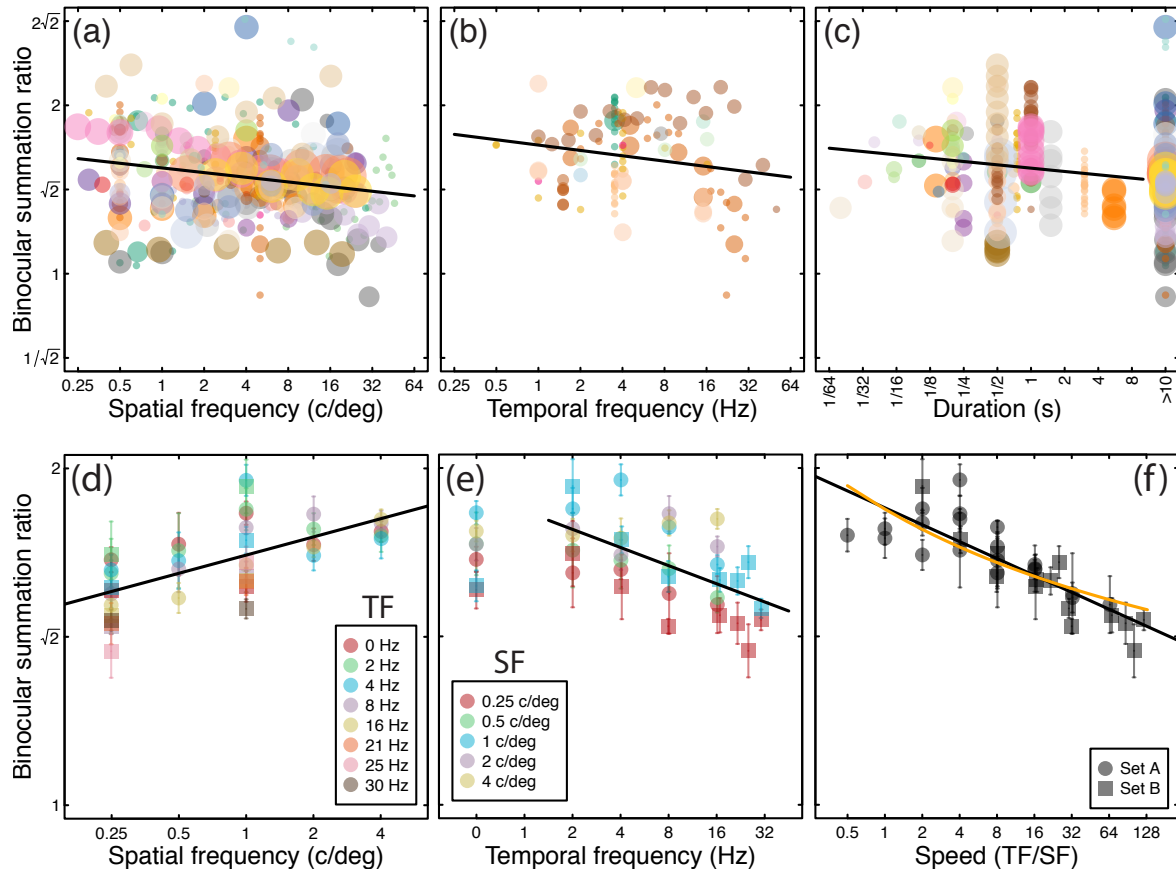 (a)
(b)
(c)
Binocular summation ratio
2√2
2
√2
1
1/√2
0.25 0.5 1 2 4 8 16 32 64
Spatial frequency (c/deg)
0.25 0.5 1 2 4 8 16 32 64
Temporal frequency (Hz)
1/64 1/32 1/16 1/8 1/4 1/2 1 2 4 8 >10
Duration (s)
(d)
(e)
(f)
Binocular summation ratio
2
√2
1
TF
0 Hz
2 Hz
4 Hz
8 Hz
16 Hz
21 Hz
25 Hz
30 Hz
0.25 0.5 1 2 4
Spatial frequency (c/deg)
SF
0.25 c/deg
0.5 c/deg
1 c/deg
2 c/deg
4 c/deg
0 2 4 8 16 32
Temporal frequency (Hz)
Set A
Set B
0.5 1 2 4 8 16 32 64 128
Speed (TF/SF)